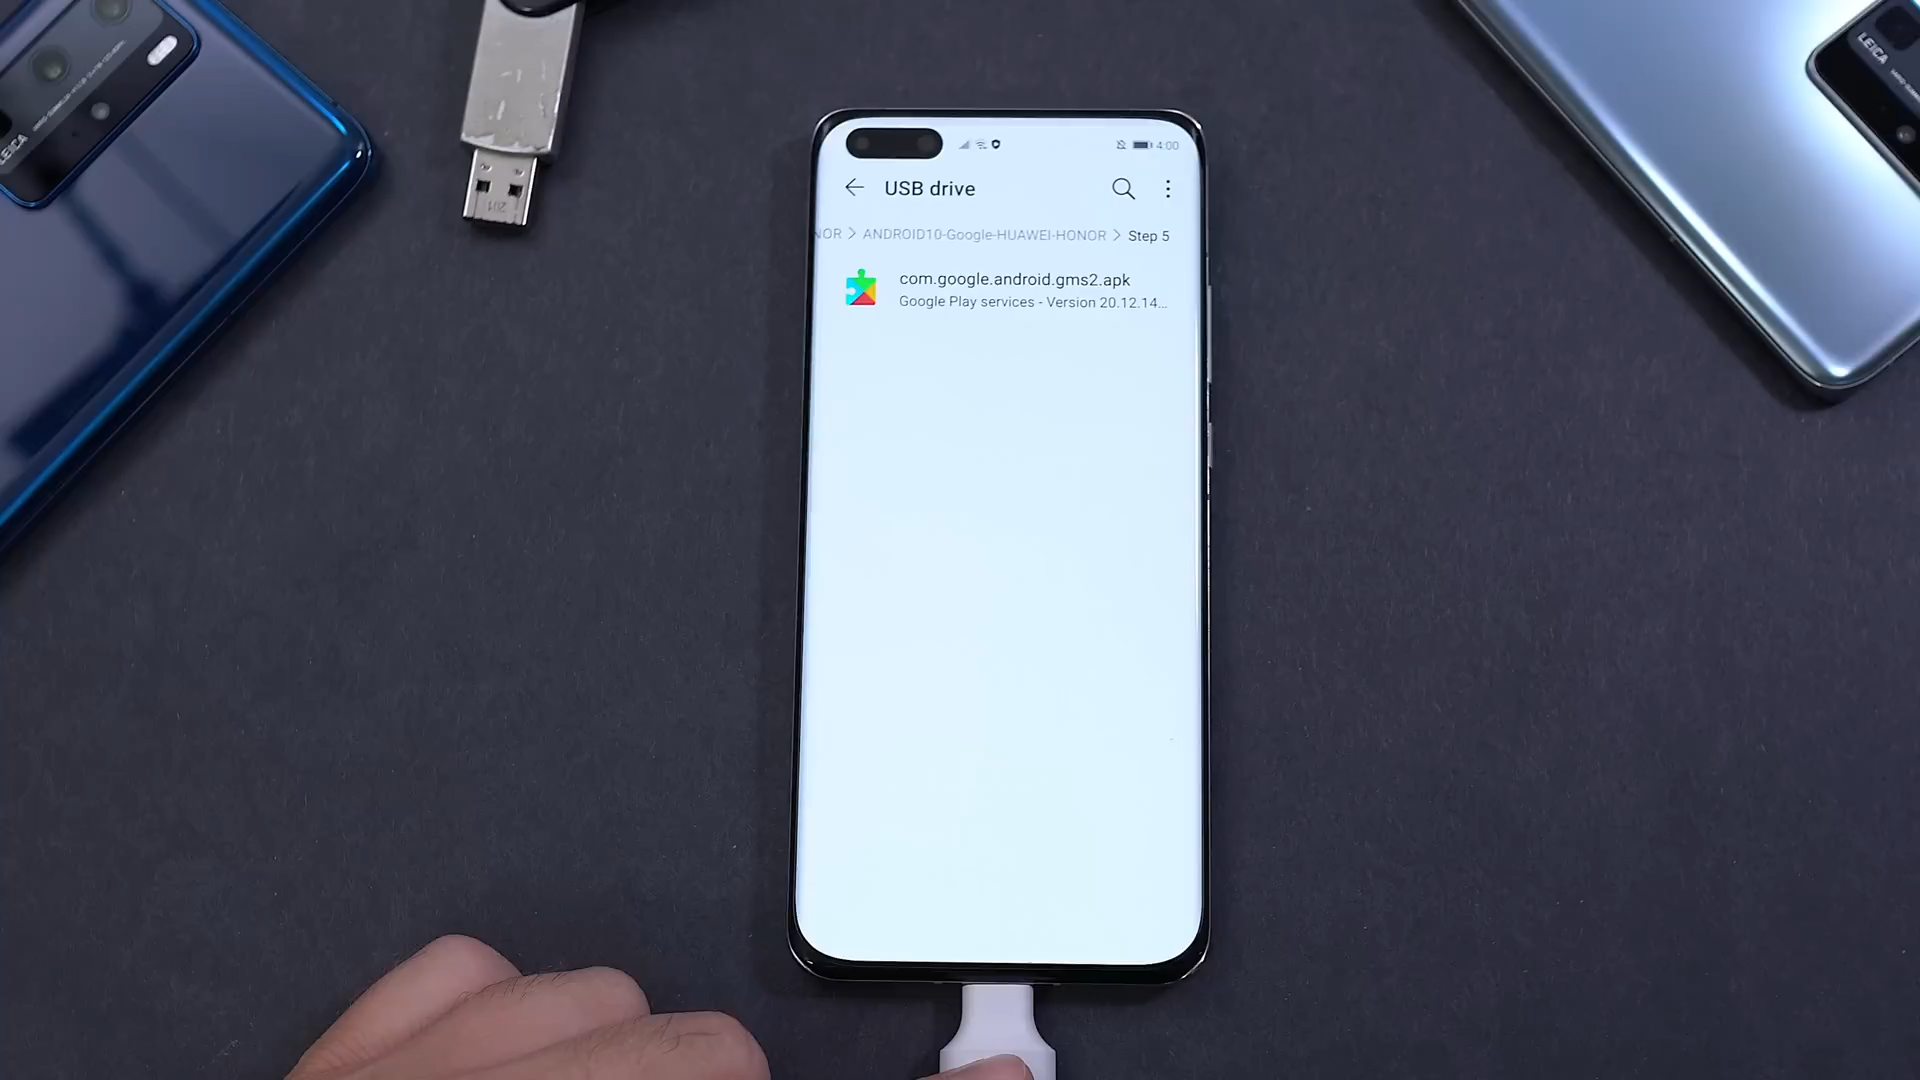 LEICA
LEICA
4:00
USB drive
NOR > ANDROID10-Google-HUAWEI-HONOR > Step 5
com.google.android.gms2.apk
Google Play services - Version 20.12.14...